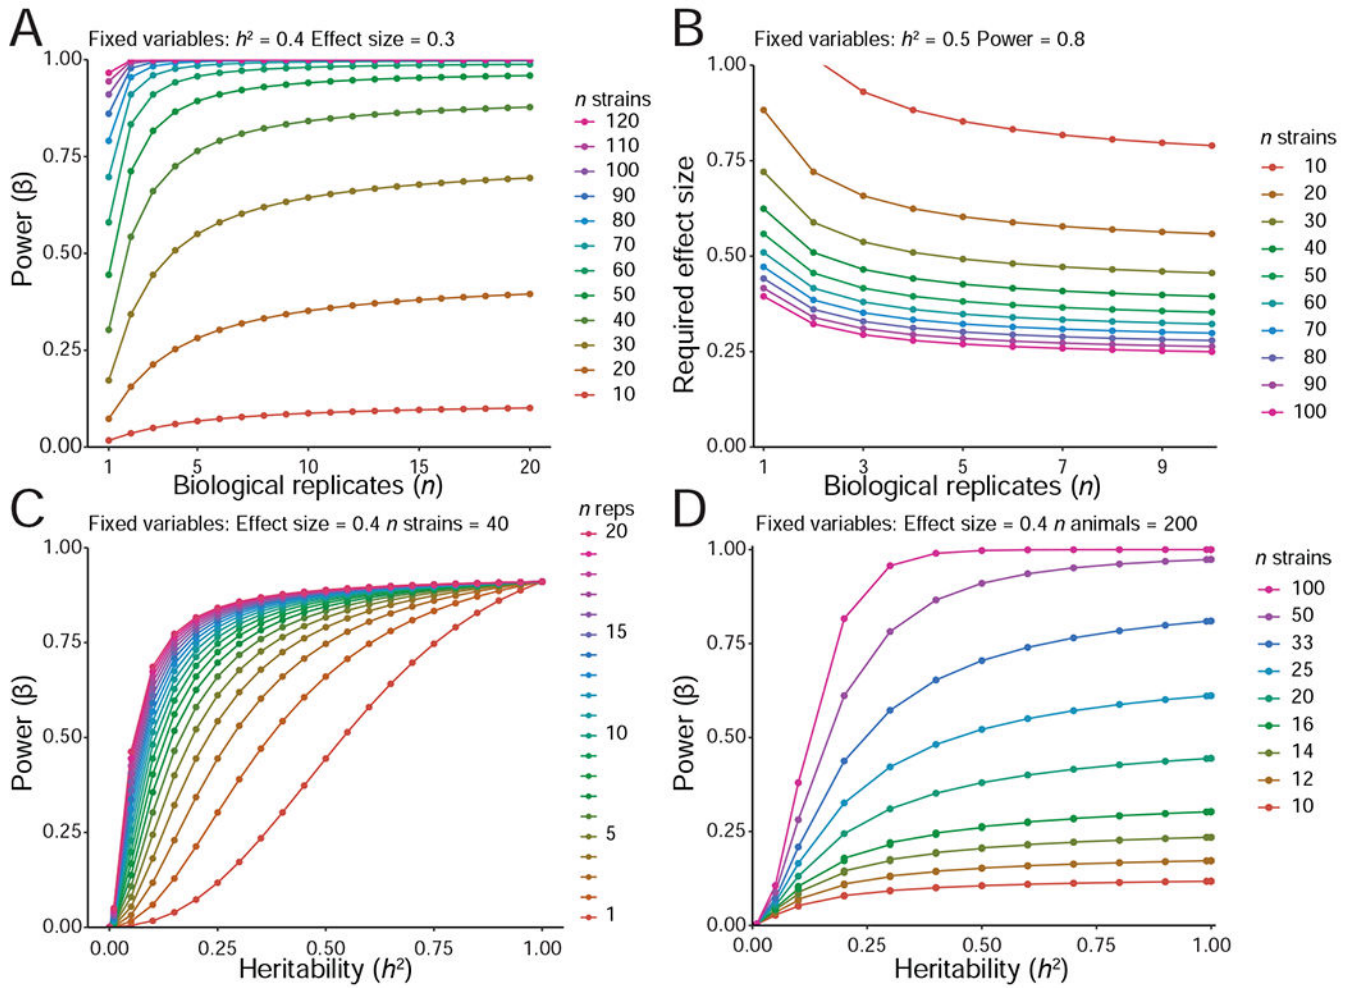 A
Fixed variables: h² = 0.4 Effect size = 0.3
1.00
0.75
0.50
0.25
0.00
Power (β)
1 5 10 15 20
Biological replicates (n)
n strains
120
110
100
90
80
70
60
50
40
30
20
10
B
Fixed variables: h² = 0.5 Power = 0.8
1.00
0.75
0.50
0.25
0.00
Required effect size
1 3 5 7 9
Biological replicates (n)
n strains
10
20
30
40
50
60
70
80
90
100
C
Fixed variables: Effect size = 0.4 n strains = 40
1.00
0.75
0.50
0.25
0.00
Power (β)
0.00 0.25 0.50 0.75 1.00
Heritability (h²)
n reps
20
15
10
5
1
D
Fixed variables: Effect size = 0.4 n animals = 200
1.00
0.75
0.50
0.25
0.00
Power (β)
0.00 0.25 0.50 0.75 1.00
Heritability (h²)
n strains
100
50
33
25
20
16
14
12
10